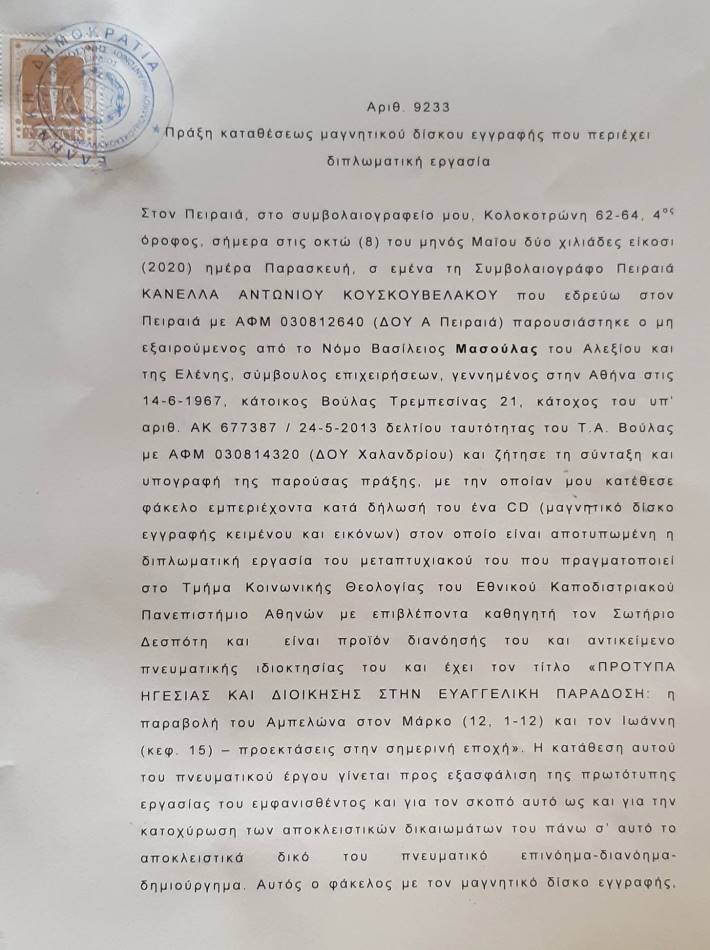 ΕΛΛΗΝΙΚΗ ΔΗΜΟΚΡΑΤΙΑ
Αριθ. 9233
Πράξη καταθέσεως μαγνητικού δίσκου εγγραφής που περιέχει
διπλωματική εργασία
Στον Πειραιά, στο συμβολαιογραφείο μου, Κολοκοτρώνη 62-64, 4ος
όροφος, σήμερα στις οκτώ (8) του μηνός Μαΐου δύο χιλιάδες είκοσι
(2020) ημέρα Παρασκευή, σ εμένα τη Συμβολαιογράφο Πειραιά
ΚΑΝΕΛΛΑ ΑΝΤΩΝΙΟΥ ΚΟΥΣΚΟΥΒΕΛΑΚΟΥ που εδρεύω στον
Πειραιά με ΑΦΜ 030812640 (ΔΟΥ Α Πειραιά) παρουσιάστηκε ο μη
εξαιρούμενος από το Νόμο Βασίλειος Μασούλας του Αλεξίου και
της Ελένης, σύμβουλος επιχειρήσεων, γεννημένος στην Αθήνα στις
14-6-1967, κάτοικος Βούλας Τρεμπεσίνας 21, κάτοχος του υπ'
αριθ. ΑΚ 677387 / 24-5-2013 δελτίου ταυτότητας του Τ.Α. Βούλας
με ΑΦΜ 030814320 (ΔΟΥ Χαλανδρίου) και ζήτησε τη σύνταξη και
υπογραφή της παρούσας πράξης, με την οποίαν μου κατέθεσε
φάκελο εμπεριέχοντα κατά δήλωσή του ένα CD (μαγνητικό δίσκο
εγγραφής κειμένου και εικόνων) στον οποίο είναι αποτυπωμένη η
διπλωματική εργασία του μεταπτυχιακού του που πραγματοποιεί
στο Τμήμα Κοινωνικής Θεολογίας του Εθνικού Καποδιστριακού
Πανεπιστήμιο Αθηνών με επιβλέποντα καθηγητή τον Σωτήριο
Δεσπότη και είναι προϊόν διανόησής του και αντικείμενο
πνευματικής ιδιοκτησίας του και έχει τον τίτλο «ΠΡΟΤΥΠΑ
ΗΓΕΣΙΑΣ ΚΑΙ ΔΙΟΙΚΗΣΗΣ ΣΤΗΝ ΕΥΑΓΓΕΛΙΚΗ ΠΑΡΑΔΟΣΗ: η
παραβολή του Αμπελώνα στον Μάρκο (12, 1-12) και τον Ιωάννη
(κεφ. 15) – προεκτάσεις στην σημερινή εποχή». Η κατάθεση αυτού
του πνευματικού έργου γίνεται προς εξασφάλιση της πρωτότυπης
εργασίας του εμφανισθέντος και για τον σκοπό αυτό ως και για την
κατοχύρωση των αποκλειστικών δικαιωμάτων του πάνω σ' αυτό το
αποκλειστικά δικό του πνευματικό επινόημα-διανόημα-
δημιούργημα. Αυτός ο φάκελος με τον μαγνητικό δίσκο εγγραφής,